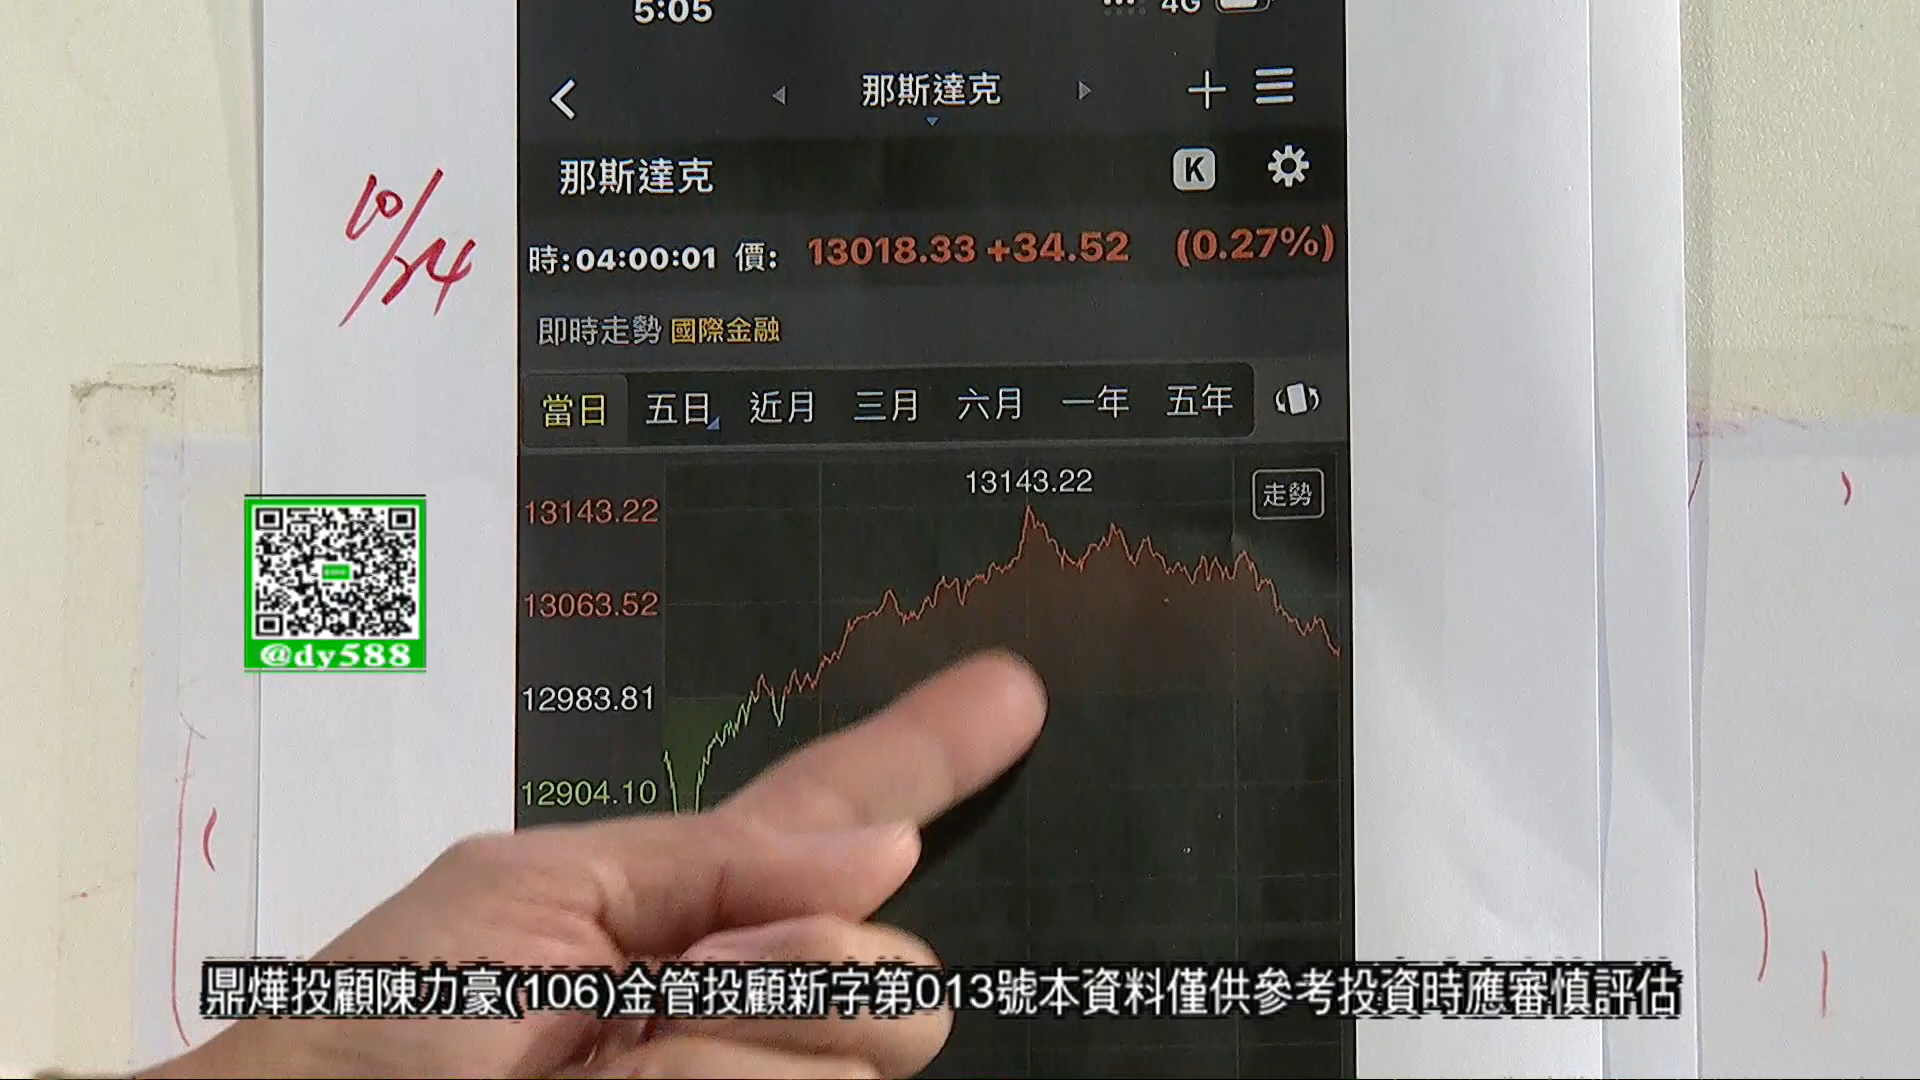 5:05
4G
那斯達克
那斯達克
K
10/24
時:04:00:01 價: 13018.33 +34.52 (0.27%)
即時走勢 國際金融
當日 五日 近月 三月 六月 一年 五年
13143.22
走勢
13143.22
13063.52
12983.81
12904.10
@dy588
鼎燁投顧陳力豪(106)金管投顧新字第013號本資料僅供參考投資時應審慎評估